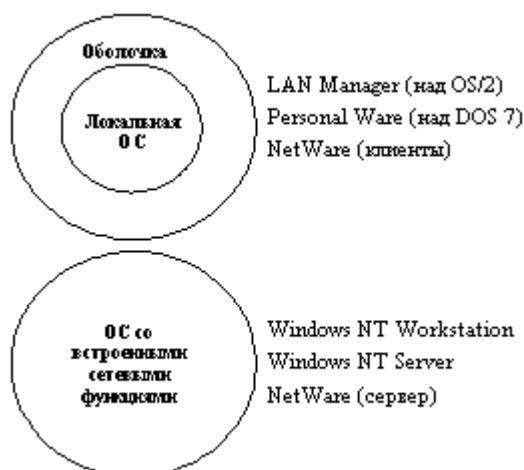 Оболочка
Локальная
ОС
LAN Manager (над OS/2)
Personal Ware (над DOS 7)
NetWare (клиенты)
ОС со
встроенными
сетевыми
функциями
Windows NT Workstation
Windows NT Server
NetWare (сервер)